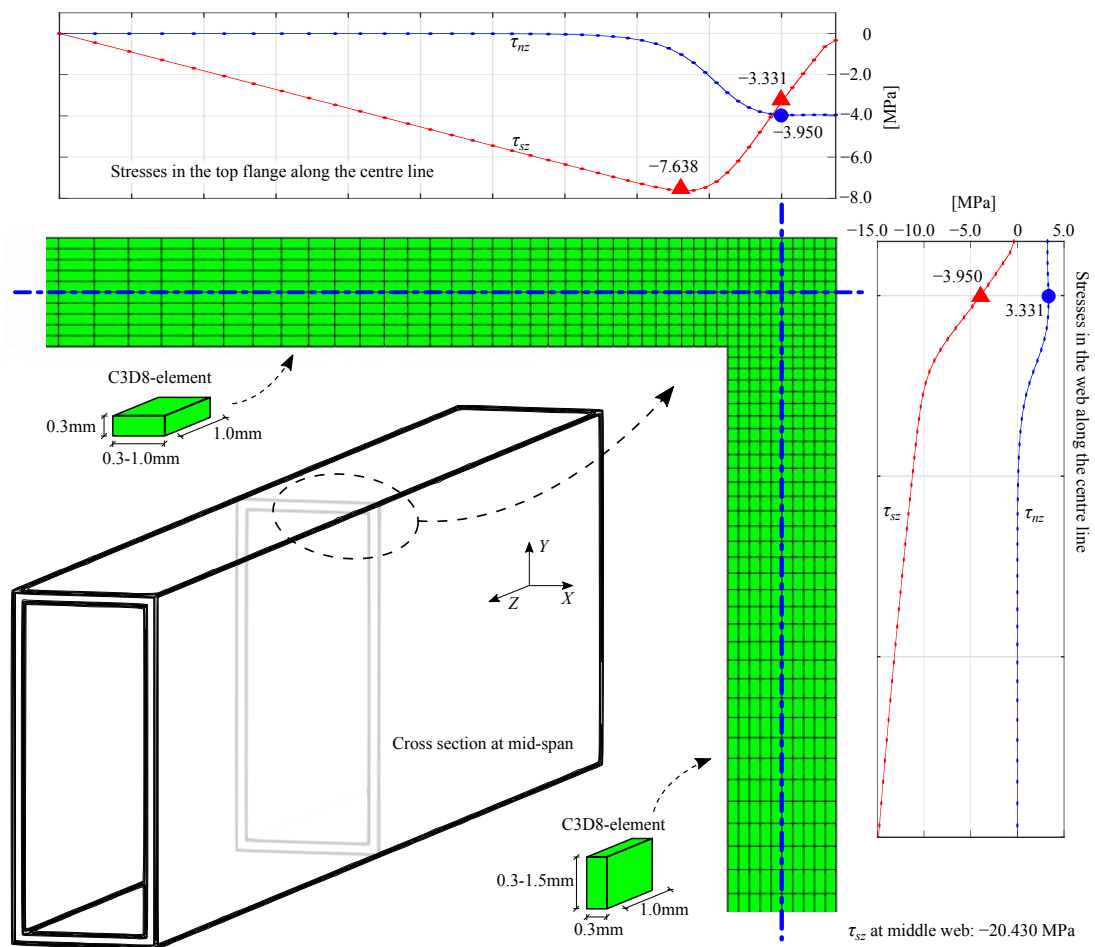 0
τnz
−3.331
−2.0
−4.0
−3.950
[MPa]
τsz
−7.638
−6.0
Stresses in the top flange along the centre line
−8.0
[MPa]
−15.0 −10.0 −5.0 0 5.0
−3.950
3.331
Stresses in the web along the centre line
τsz
τnz
C3D8-element
0.3mm
1.0mm
0.3-1.0mm
Y
Z
X
Cross section at mid-span
C3D8-element
0.3-1.5mm
1.0mm
0.3mm
τsz at middle web: −20.430 MPa